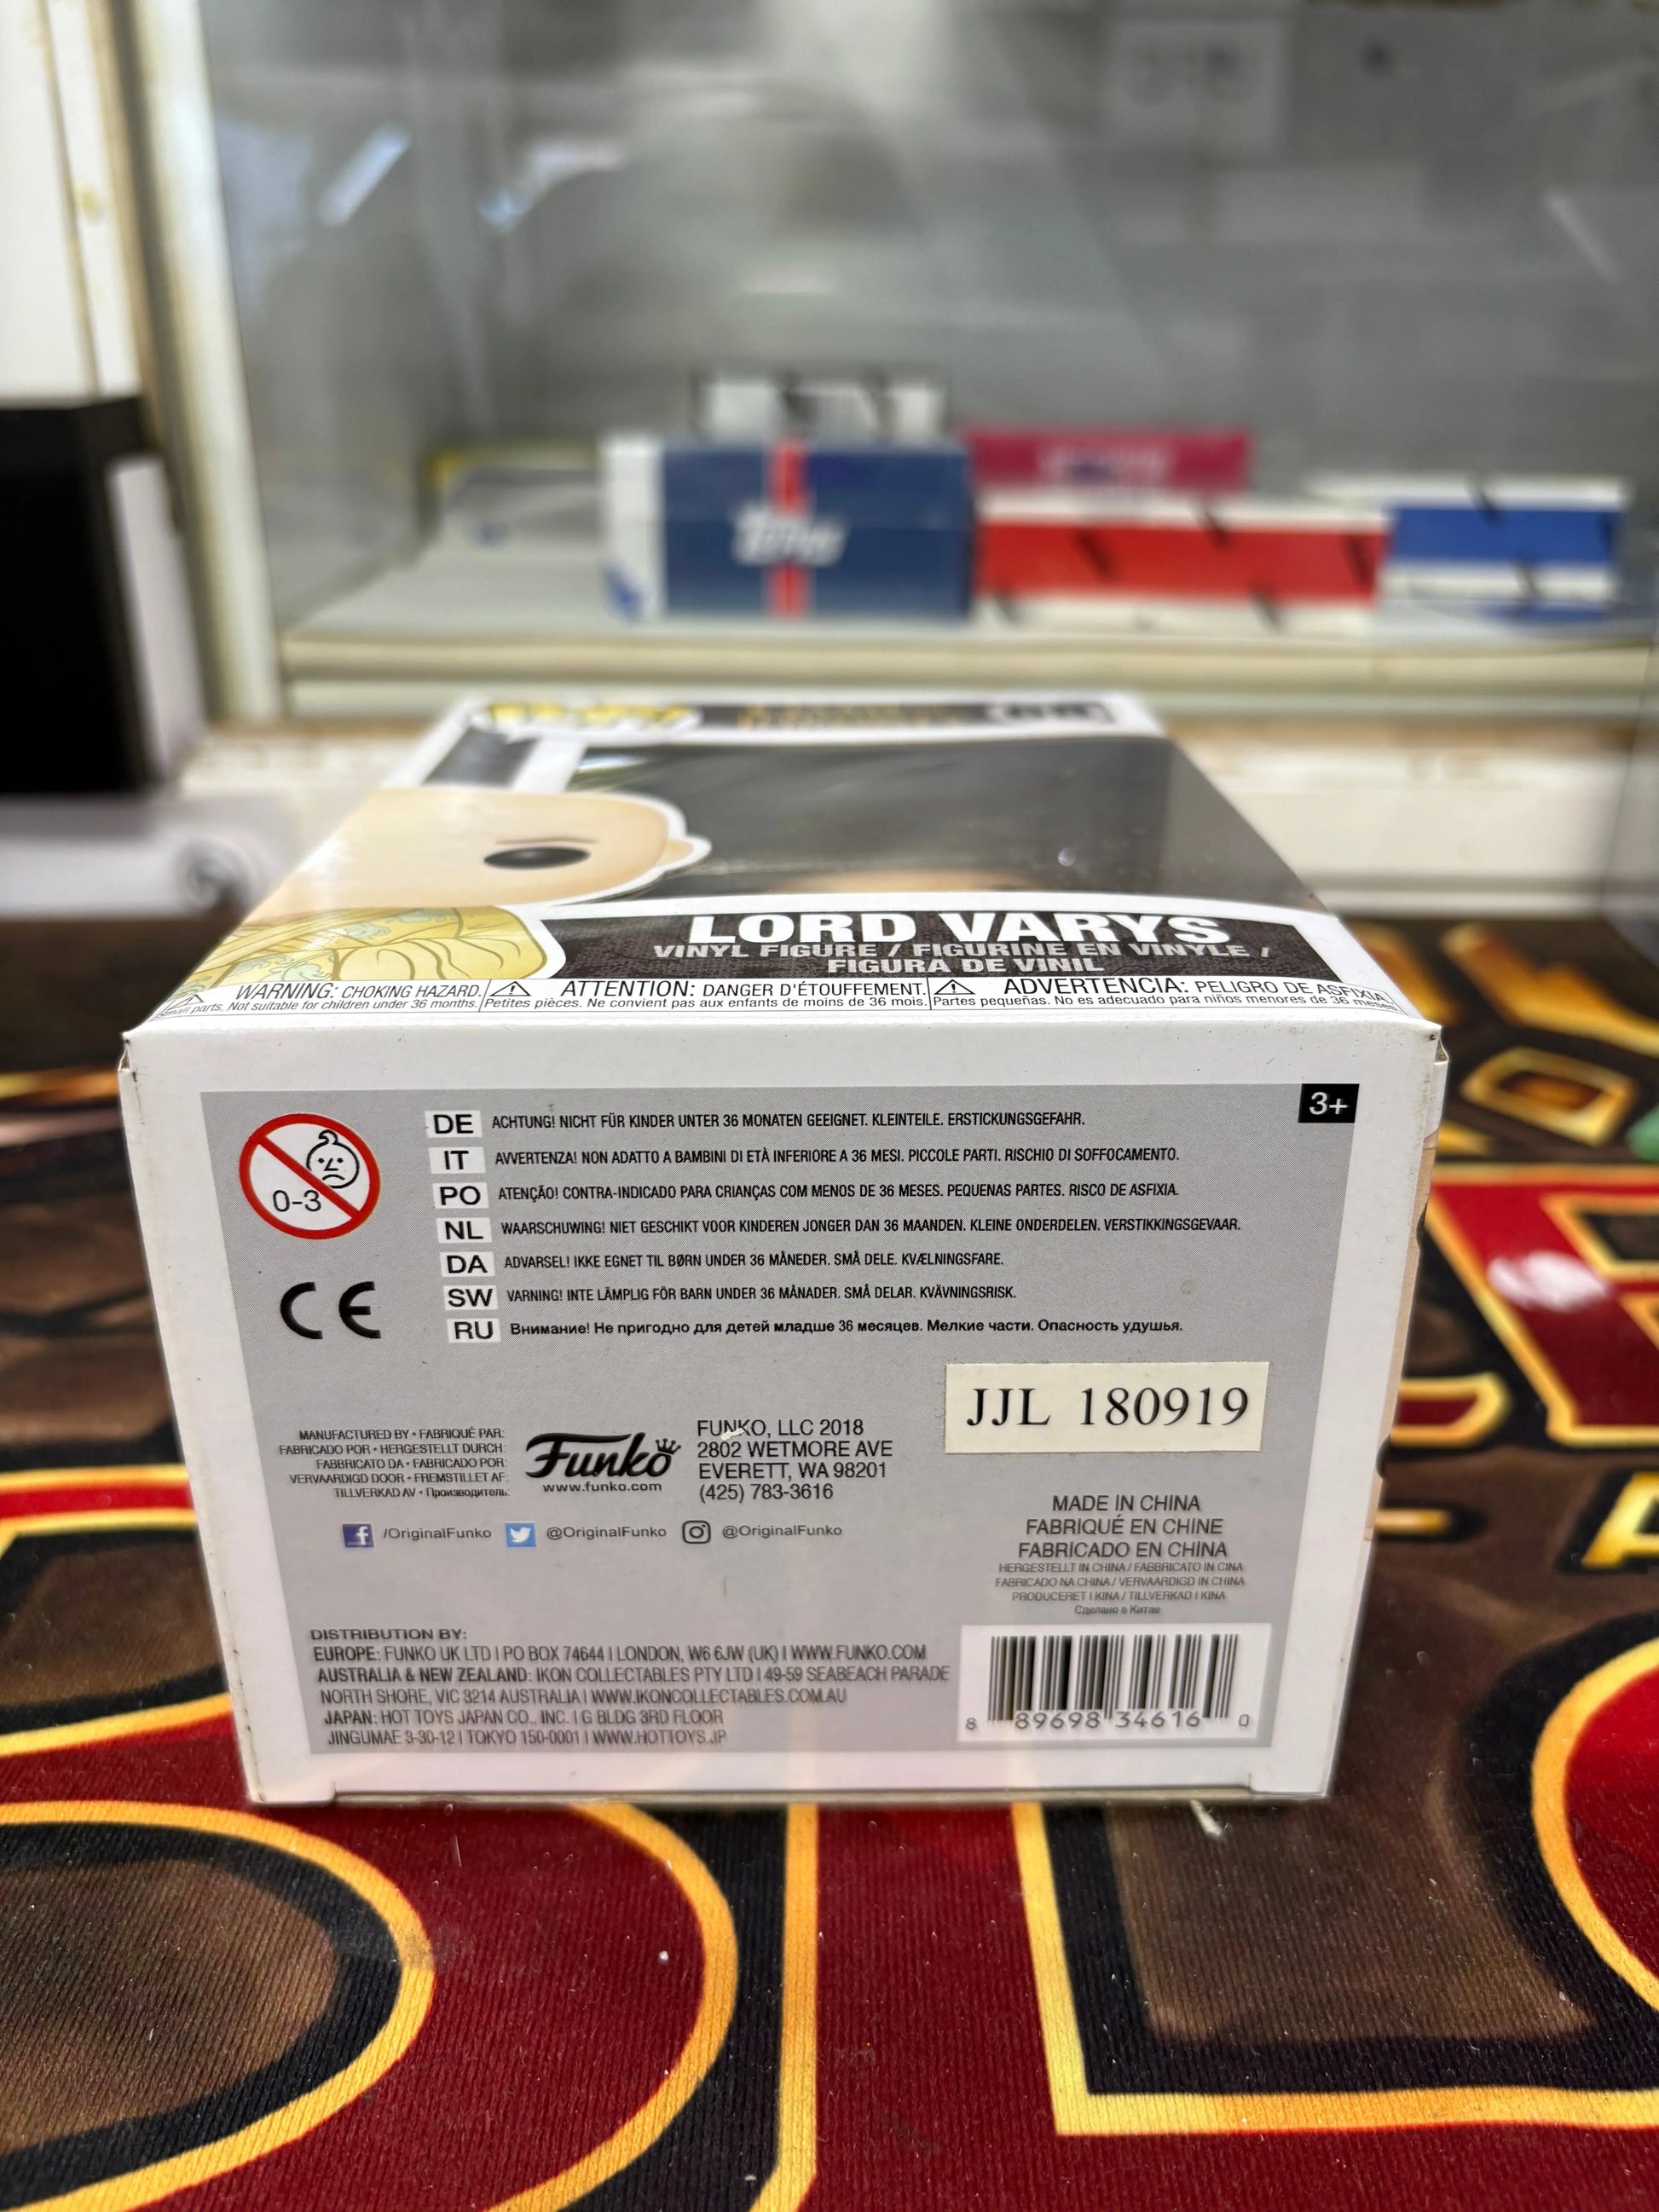 Topps
LORD VARYS
VINYL FIGURE / FIGURINE EN VINYLE /
FIGURA DE VINIL
WARNING: CHOKING HAZARD.
Small parts. Not suitable for children under 36 months.
ATTENTION: DANGER D'ÉTOUFFEMENT.
Petites pièces. Ne convient pas aux enfants de moins de 36 mois.
ADVERTENCIA: PELIGRO DE ASFIXIA.
Partes pequeñas. No es adecuado para niños menores de 36 meses.
3+
0-3
DE ACHTUNG! NICHT FÜR KINDER UNTER 36 MONATEN GEEIGNET. KLEINTEILE. ERSTICKUNGSGEFAHR.
IT AVVERTENZA! NON ADATTO A BAMBINI DI ETÀ INFERIORE A 36 MESI. PICCOLE PARTI. RISCHIO DI SOFFOCAMENTO.
PO ATENÇÃO! CONTRA-INDICADO PARA CRIANÇAS COM MENOS DE 36 MESES. PEQUENAS PARTES. RISCO DE ASFIXIA.
NL WAARSCHUWING! NIET GESCHIKT VOOR KINDEREN JONGER DAN 36 MAANDEN. KLEINE ONDERDELEN. VERSTIKKINGSGEVAAR.
DA ADVARSEL! IKKE EGNET TIL BØRN UNDER 36 MÅNEDER. SMÅ DELE. KVÆLNINGSFARE.
SW VARNING! INTE LÄMPLIG FÖR BARN UNDER 36 MÅNADER. SMÅ DELAR. KVÄVNINGSRISK.
RU Внимание! Не пригодно для детей младше 36 месяцев. Мелкие части. Опасность удушья.
CE
JJL 180919
MANUFACTURED BY • FABRIQUÉ PAR:
FABRICADO POR • HERGESTELLT DURCH:
FABBRICATO DA • FABRICADO POR:
VERVAARDIGD DOOR • FREMSTILLET AF:
TILLVERKAD AV • Производитель:
Funko
www.funko.com
FUNKO, LLC 2018
2802 WETMORE AVE
EVERETT, WA 98201
(425) 783-3616
/OriginalFunko @OriginalFunko @OriginalFunko
MADE IN CHINA
FABRIQUÉ EN CHINE
FABRICADO EN CHINA
HERGESTELLT IN CHINA / FABBRICATO IN CINA
FABRICADO NA CHINA / VERVAARDIGD IN CHINA
PRODUCERET I KINA / TILLVERKAD I KINA
Сделано в Китае
DISTRIBUTION BY:
EUROPE: FUNKO UK LTD I PO BOX 74644 I LONDON, W6 6JW (UK) I WWW.FUNKO.COM
AUSTRALIA & NEW ZEALAND: IKON COLLECTABLES PTY LTD I 49-59 SEABEACH PARADE
NORTH SHORE, VIC 3214 AUSTRALIA I WWW.IKONCOLLECTABLES.COM.AU
JAPAN: HOT TOYS JAPAN CO., INC. I G BLDG 3RD FLOOR
JINGUMAE 3-30-12 I TOKYO 150-0001 I WWW.HOTTOYS.JP
8 89698 34616 0